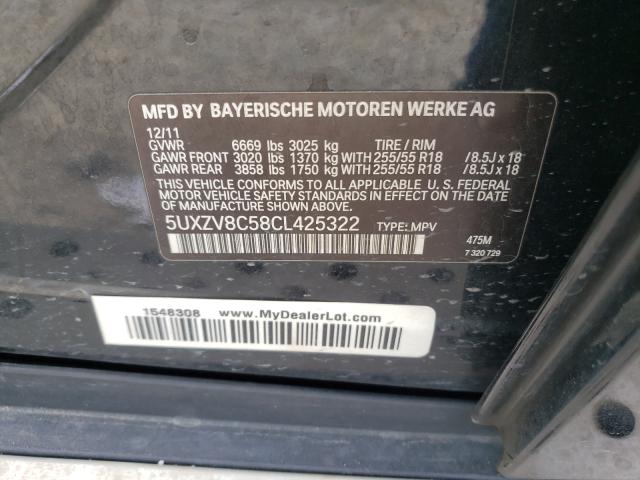 MFD BY BAYERISCHE MOTOREN WERKE AG
12/11
GVWR 6669 lbs 3025 kg TIRE / RIM
GAWR FRONT 3020 lbs 1370 kg WITH 255/55 R18 /8.5J x 18
GAWR REAR 3858 lbs 1750 kg WITH 255/55 R18 /8.5J x 18
THIS VEHICLE CONFORMS TO ALL APPLICABLE U. S. FEDERAL
MOTOR VEHICLE SAFETY STANDARDS IN EFFECT ON THE DATE
OF MANUFACTURE SHOWN ABOVE.
5UXZV8C58CL425322 TYPE: MPV
475M
7 320 729
1548308 www.MyDealerLot.com